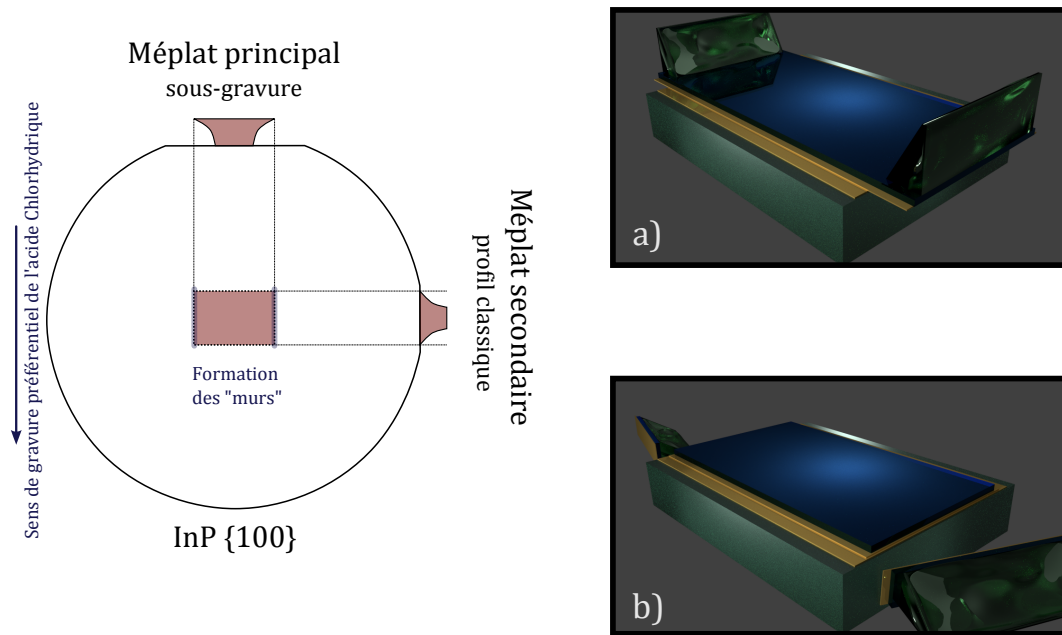 Méplat principal
sous-gravure
Sens de gravure préférentiel de l'acide Chlorhydrique
Méplat secondaire
profil classique
Formation
des "murs"
InP {100}
a)
b)